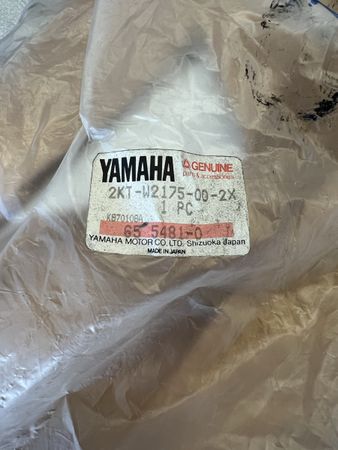 YAMAHA GENUINE
parts & accessories
2KT-W2175-00-2X
1 PC
K870108A
65 5481-0
YAMAHA MOTOR CO. LTD. Shizuoka Japan
MADE IN JAPAN